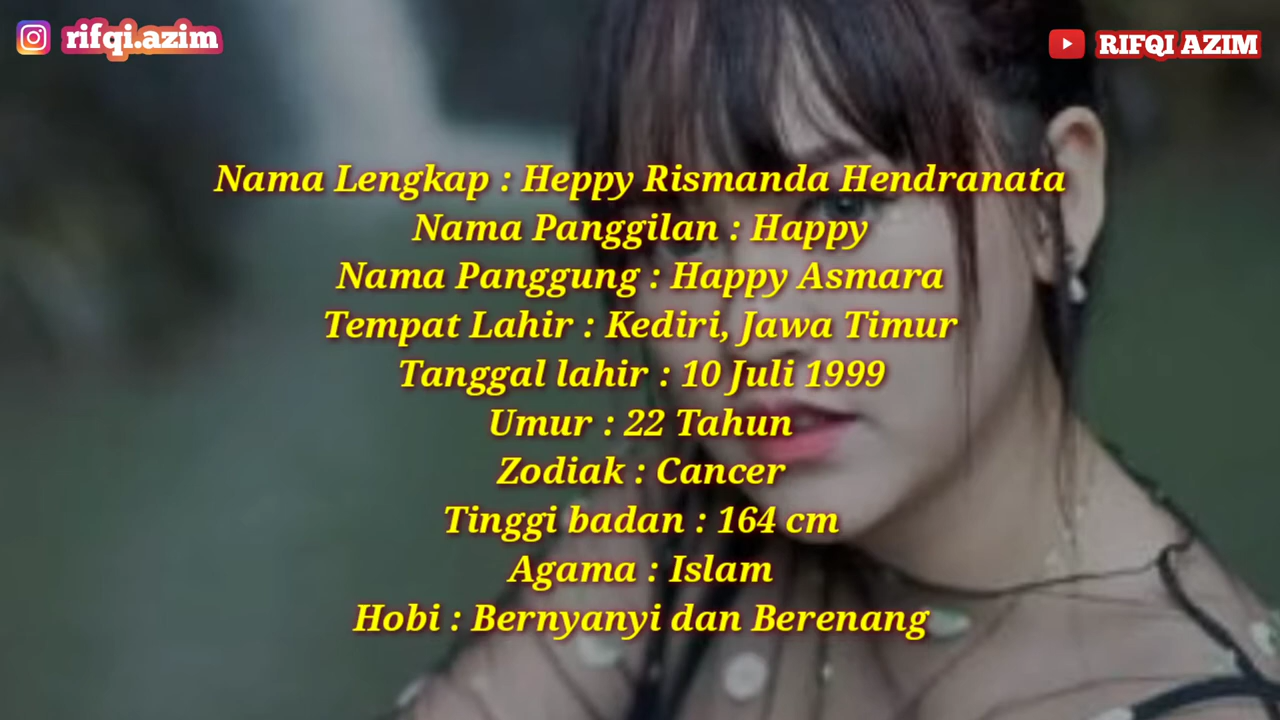 rifqi.azim
RIFQI AZIM
Nama Lengkap : Heppy Rismanda Hendranata
Nama Panggilan : Happy
Nama Panggung : Happy Asmara
Tempat Lahir : Kediri, Jawa Timur
Tanggal lahir : 10 Juli 1999
Umur : 22 Tahun
Zodiak : Cancer
Tinggi badan : 164 cm
Agama : Islam
Hobi : Bernyanyi dan Berenang